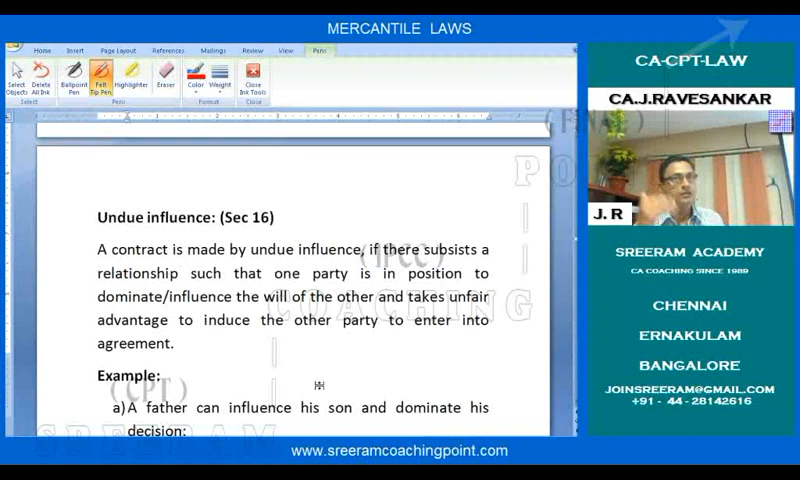 MERCANTILE LAWS
Home Insert Page Layout References Mailings Review View Pens
Select Objects
Delete All Ink
Ballpoint Pen
Felt Tip Pen
Highlighter
Eraser
Color
Weight
Close Ink Tools
Select
Pens
Format
Close
Undue influence: (Sec 16)
A contract is made by undue influence, if there subsists a
relationship such that one party is in position to
dominate/influence the will of the other and takes unfair
advantage to induce the other party to enter into
agreement.
Example:
a) A father can influence his son and dominate his
decision:
(FINAL)
(IPCC)
COACHING
(CPT)
SREERAM
CA-CPT-LAW
CA.J.RAVESANKAR
J. R
SREERAM ACADEMY
CA COACHING SINCE 1989
CHENNAI
ERNAKULAM
BANGALORE
JOINSREERAM@GMAIL.COM
+91 - 44 - 28142616
www.sreeramcoachingpoint.com